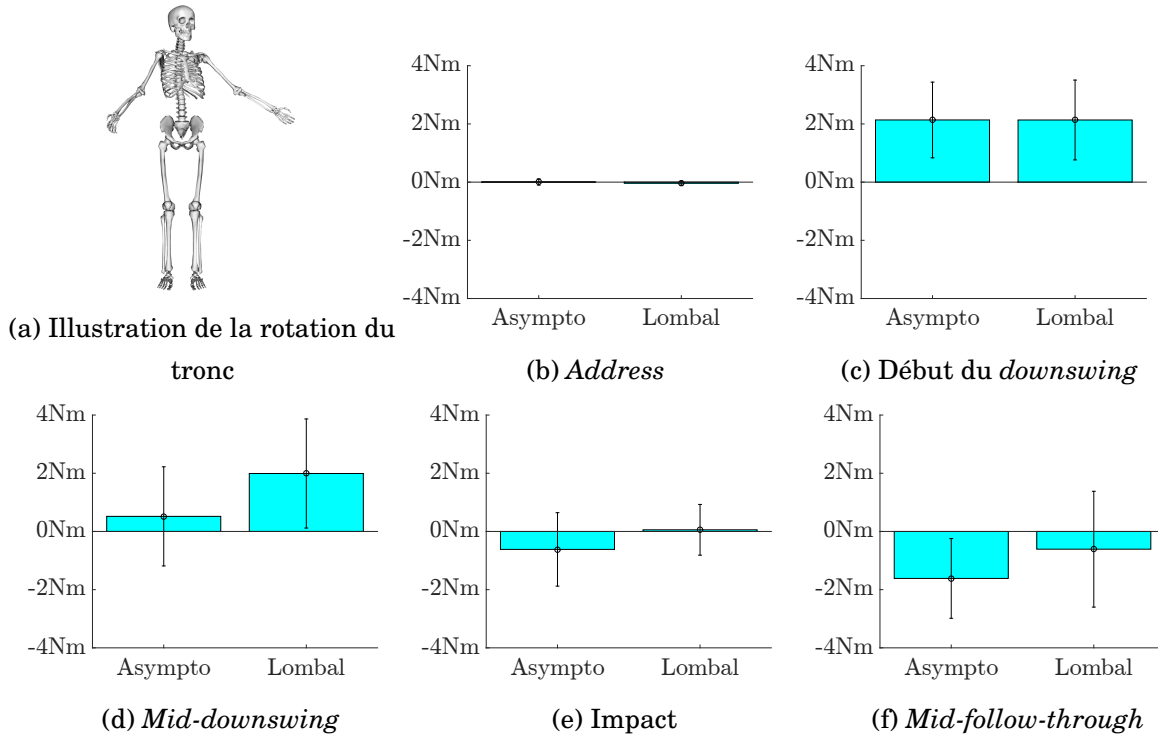 (a) Illustration de la rotation du
tronc
4Nm
2Nm
0Nm
-2Nm
-4Nm
Asympto Lombal
(b) Address
4Nm
2Nm
0Nm
-2Nm
-4Nm
Asympto Lombal
(c) Début du downswing
4Nm
2Nm
0Nm
-2Nm
-4Nm
Asympto Lombal
(d) Mid-downswing
4Nm
2Nm
0Nm
-2Nm
-4Nm
Asympto Lombal
(e) Impact
4Nm
2Nm
0Nm
-2Nm
-4Nm
Asympto Lombal
(f) Mid-follow-through